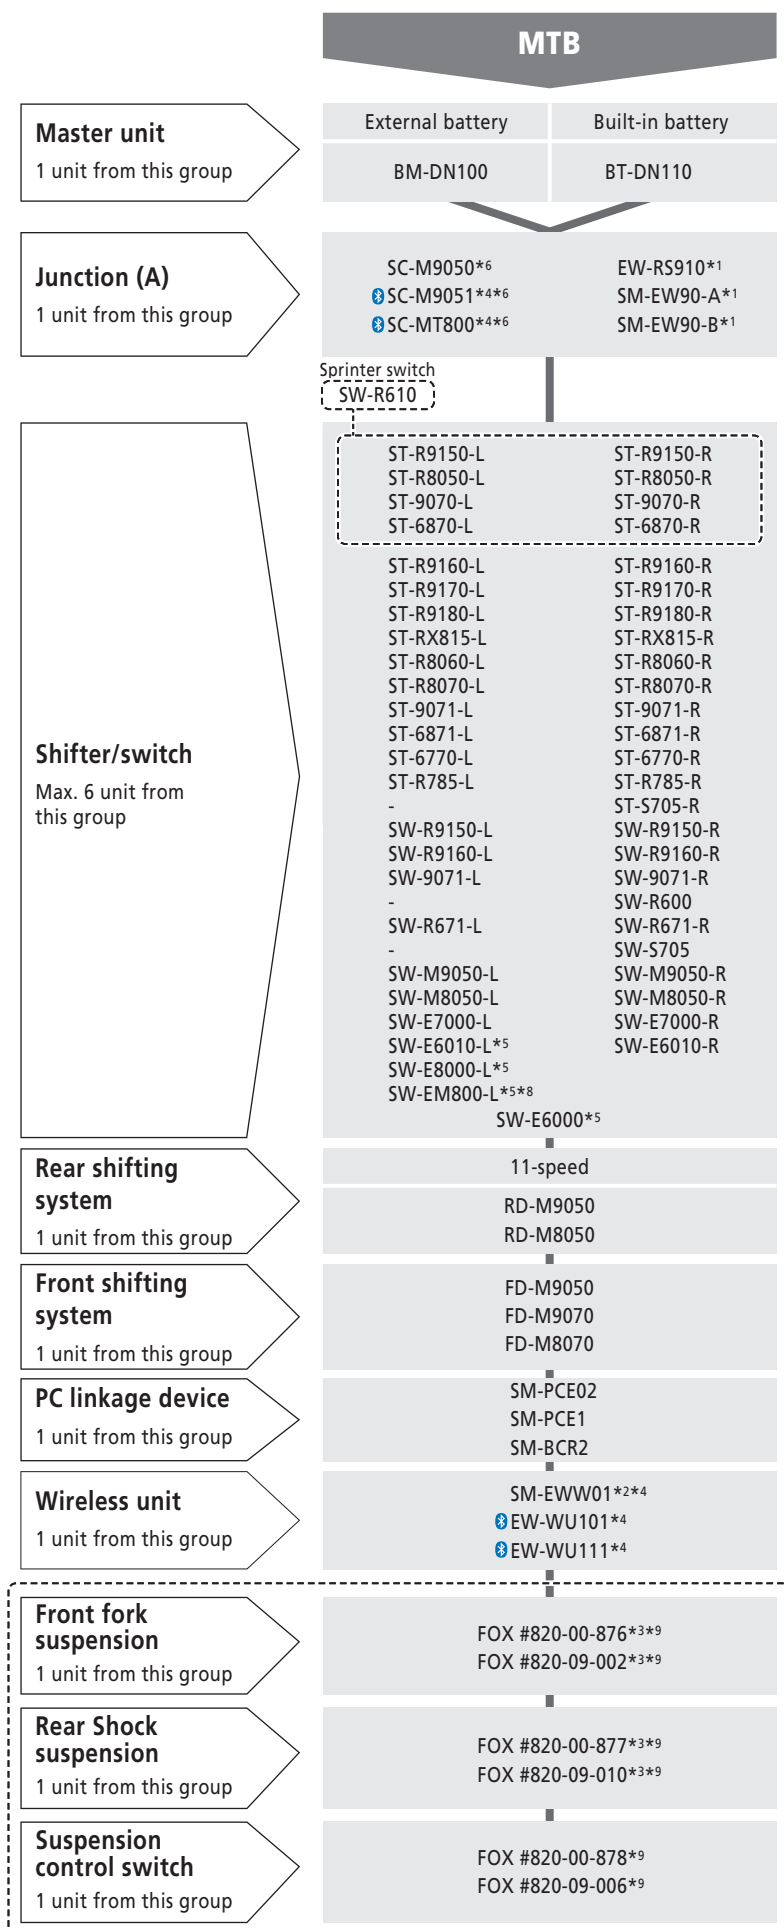 MTB
Master unit
1 unit from this group
External battery Built-in battery
BM-DN100 BT-DN110
Junction (A)
1 unit from this group
SC-M9050*6 EW-RS910*1
SC-M9051*4*6 SM-EW90-A*1
SC-MT800*4*6 SM-EW90-B*1
Sprinter switch
SW-R610
Shifter/switch
Max. 6 unit from
this group
ST-R9150-L ST-R9150-R
ST-R8050-L ST-R8050-R
ST-9070-L ST-9070-R
ST-6870-L ST-6870-R
ST-R9160-L ST-R9160-R
ST-R9170-L ST-R9170-R
ST-R9180-L ST-R9180-R
ST-RX815-L ST-RX815-R
ST-R8060-L ST-R8060-R
ST-R8070-L ST-R8070-R
ST-9071-L ST-9071-R
ST-6871-L ST-6871-R
ST-6770-L ST-6770-R
ST-R785-L ST-R785-R
- ST-S705-R
SW-R9150-L SW-R9150-R
SW-R9160-L SW-R9160-R
SW-9071-L SW-9071-R
- SW-R600
SW-R671-L SW-R671-R
- SW-S705
SW-M9050-L SW-M9050-R
SW-M8050-L SW-M8050-R
SW-E7000-L SW-E7000-R
SW-E6010-L*5 SW-E6010-R
SW-E8000-L*5
SW-EM800-L*5*8
SW-E6000*5
Rear shifting
system
1 unit from this group
11-speed
RD-M9050
RD-M8050
Front shifting
system
1 unit from this group
FD-M9050
FD-M9070
FD-M8070
PC linkage device
1 unit from this group
SM-PCE02
SM-PCE1
SM-BCR2
Wireless unit
1 unit from this group
SM-EWW01*2*4
EW-WU101*4
EW-WU111*4
Front fork
suspension
1 unit from this group
FOX #820-00-876*3*9
FOX #820-09-002*3*9
Rear Shock
suspension
1 unit from this group
FOX #820-00-877*3*9
FOX #820-09-010*3*9
Suspension
control switch
1 unit from this group
FOX #820-00-878*9
FOX #820-09-006*9